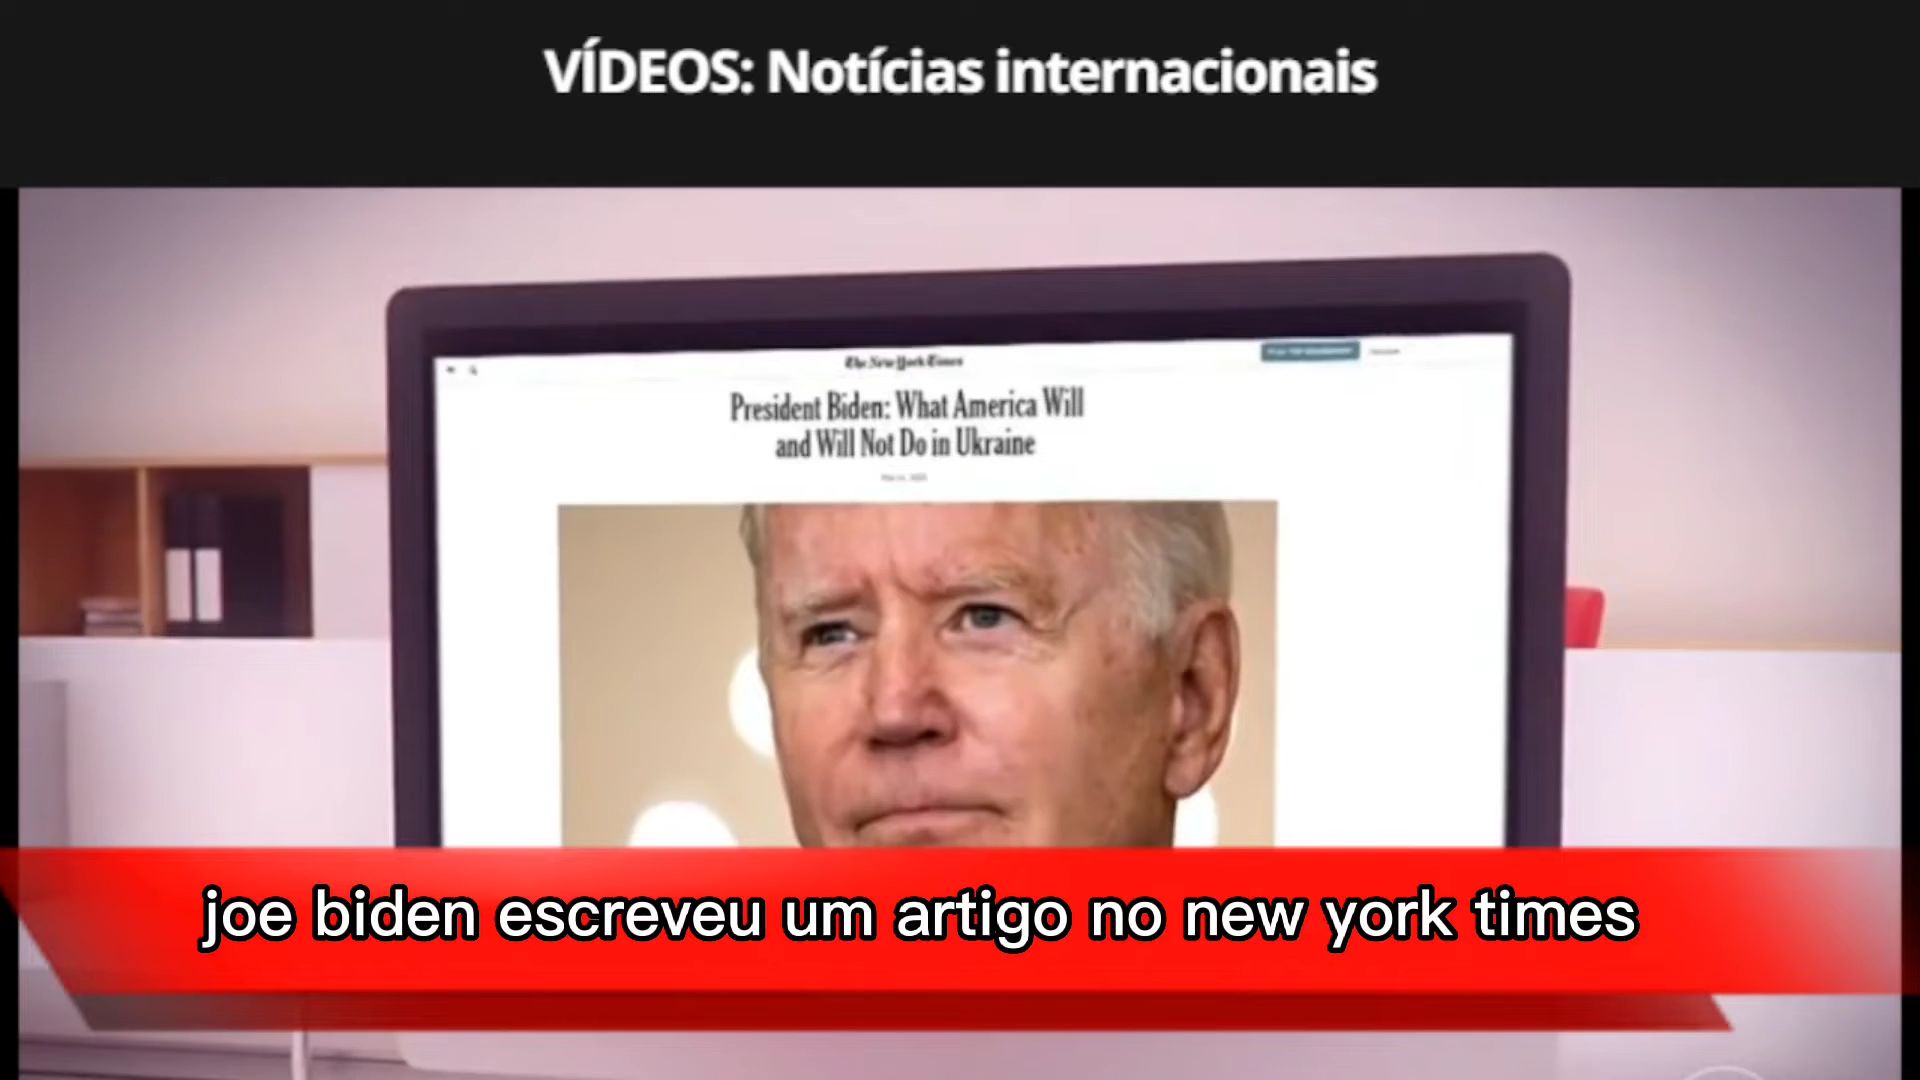 VÍDEOS: Notícias internacionais
The New York Times
President Biden: What America Will
and Will Not Do in Ukraine
joe biden escreveu um artigo no new york times